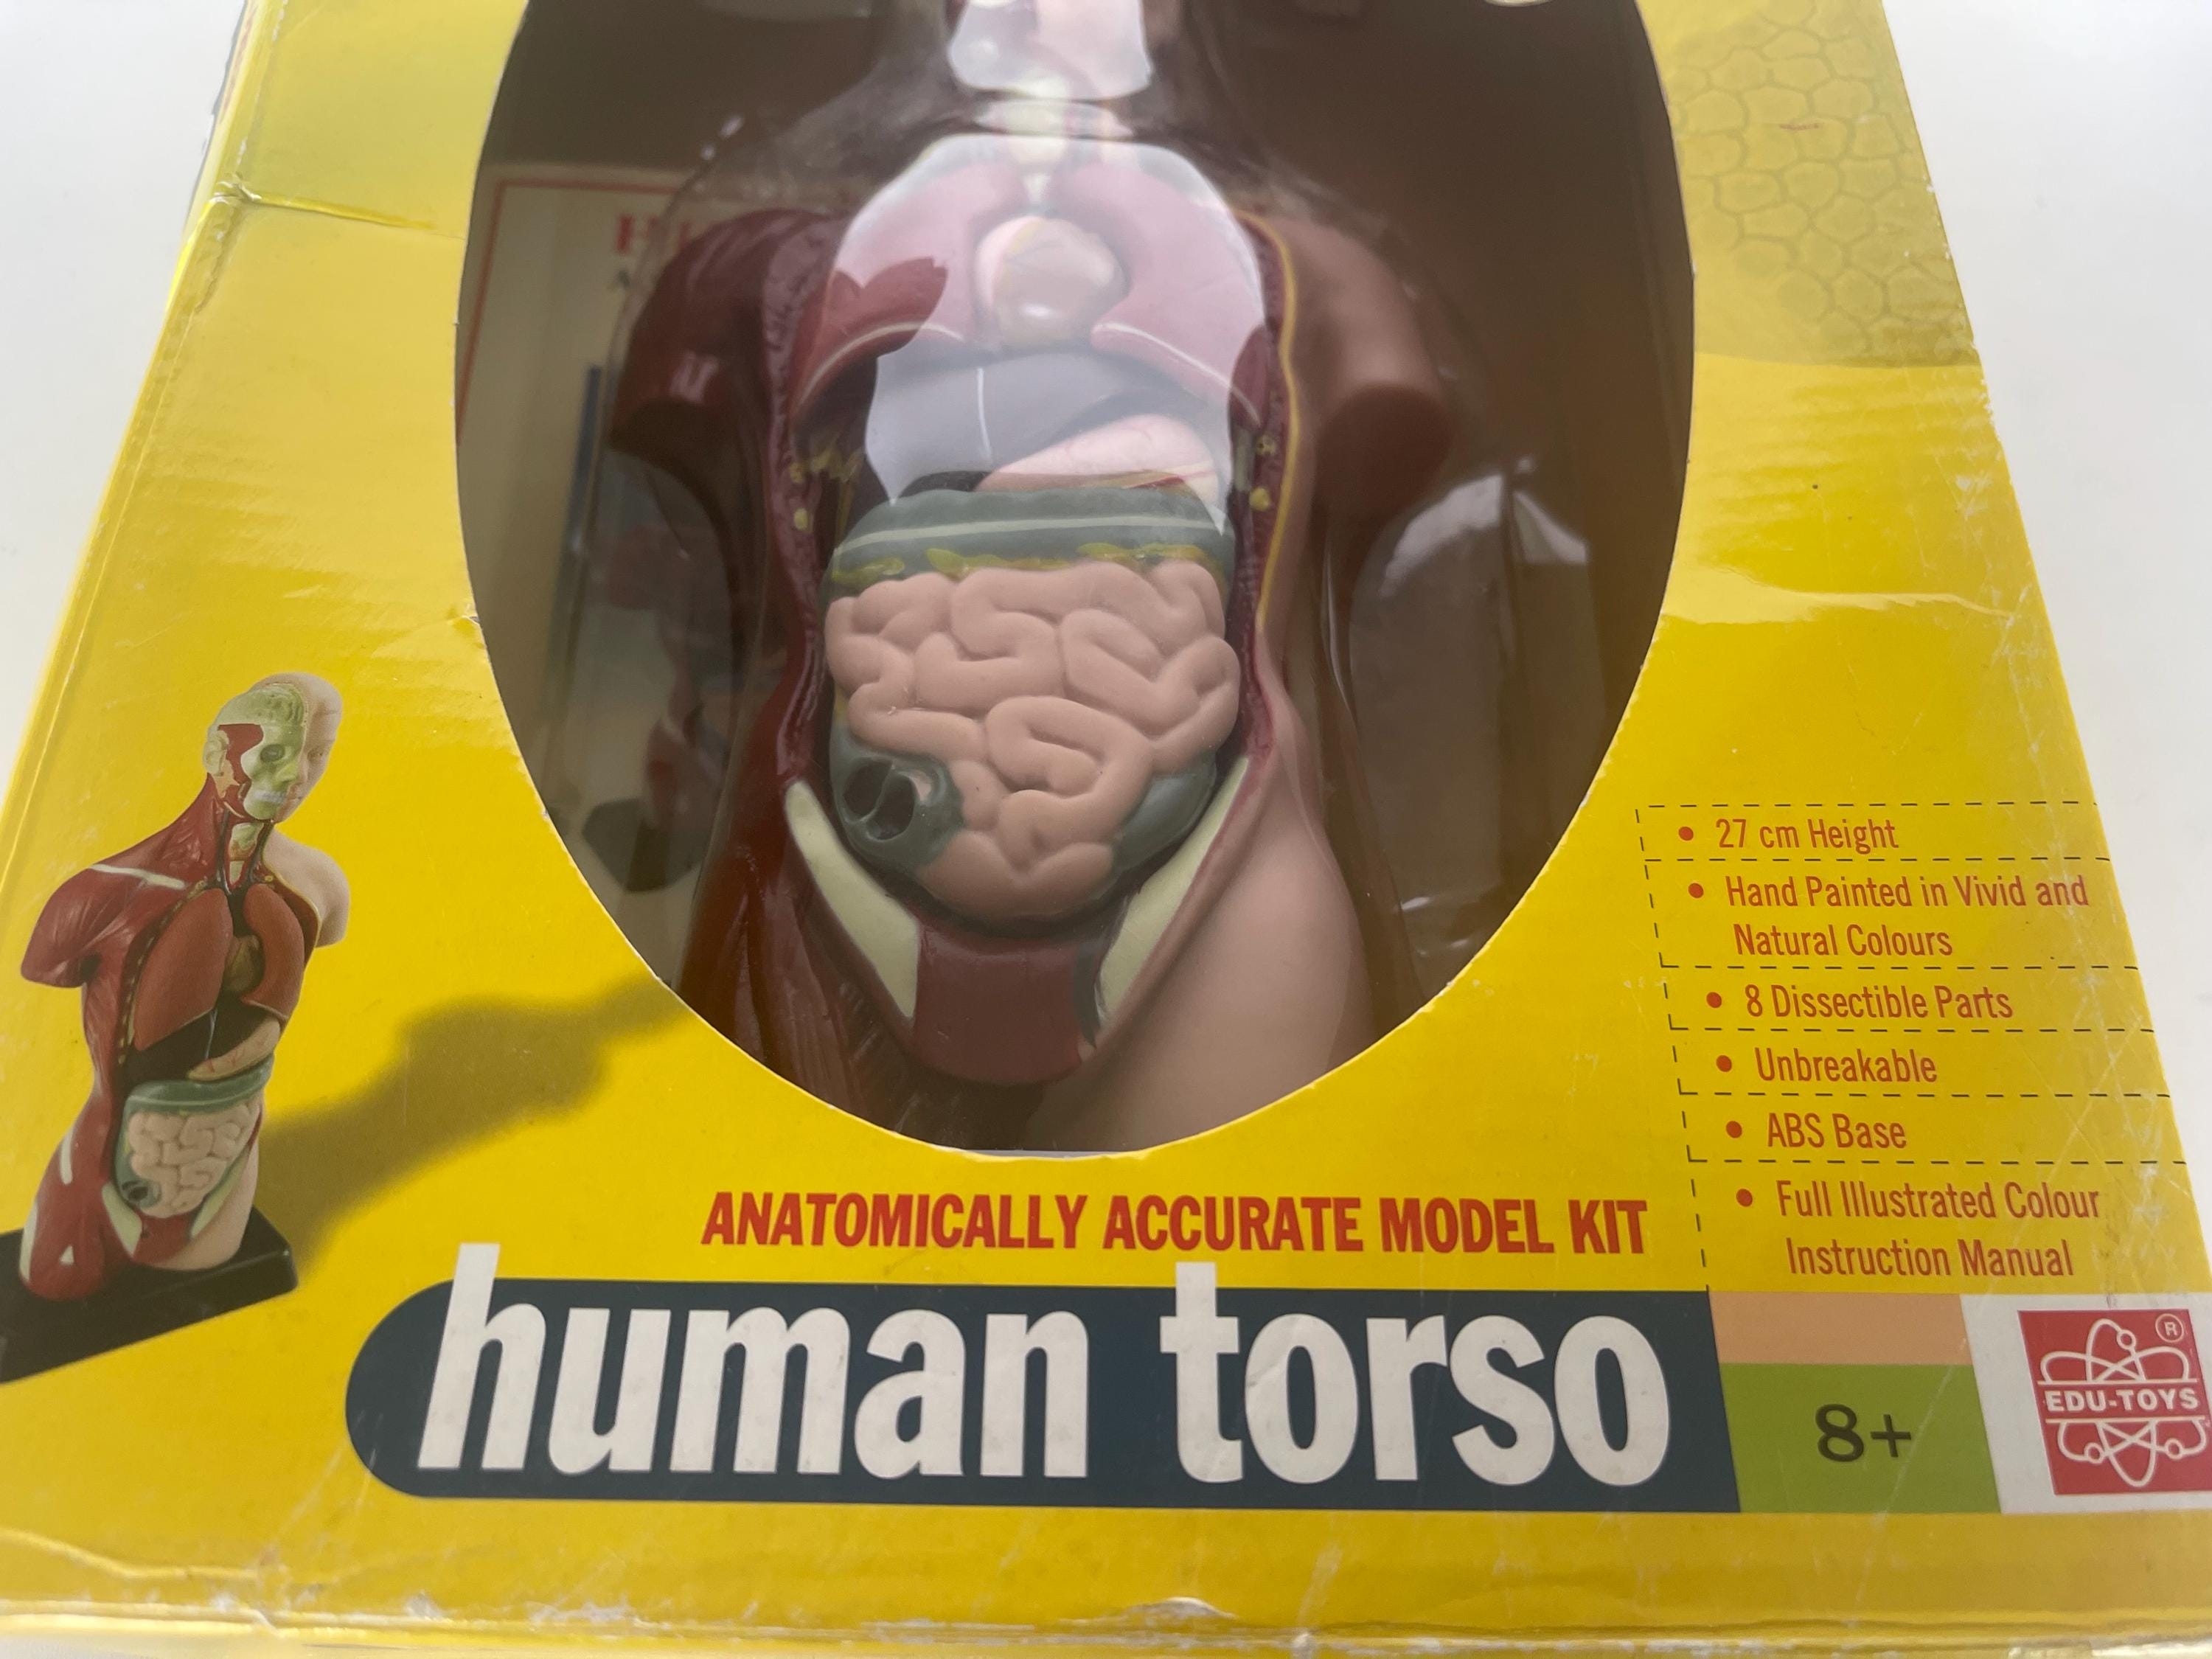 • 27 cm Height
• Hand Painted in Vivid and
Natural Colours
• 8 Dissectible Parts
• Unbreakable
• ABS Base
• Full Illustrated Colour
Instruction Manual
ANATOMICALLY ACCURATE MODEL KIT
human torso
8+
®
EDU-TOYS